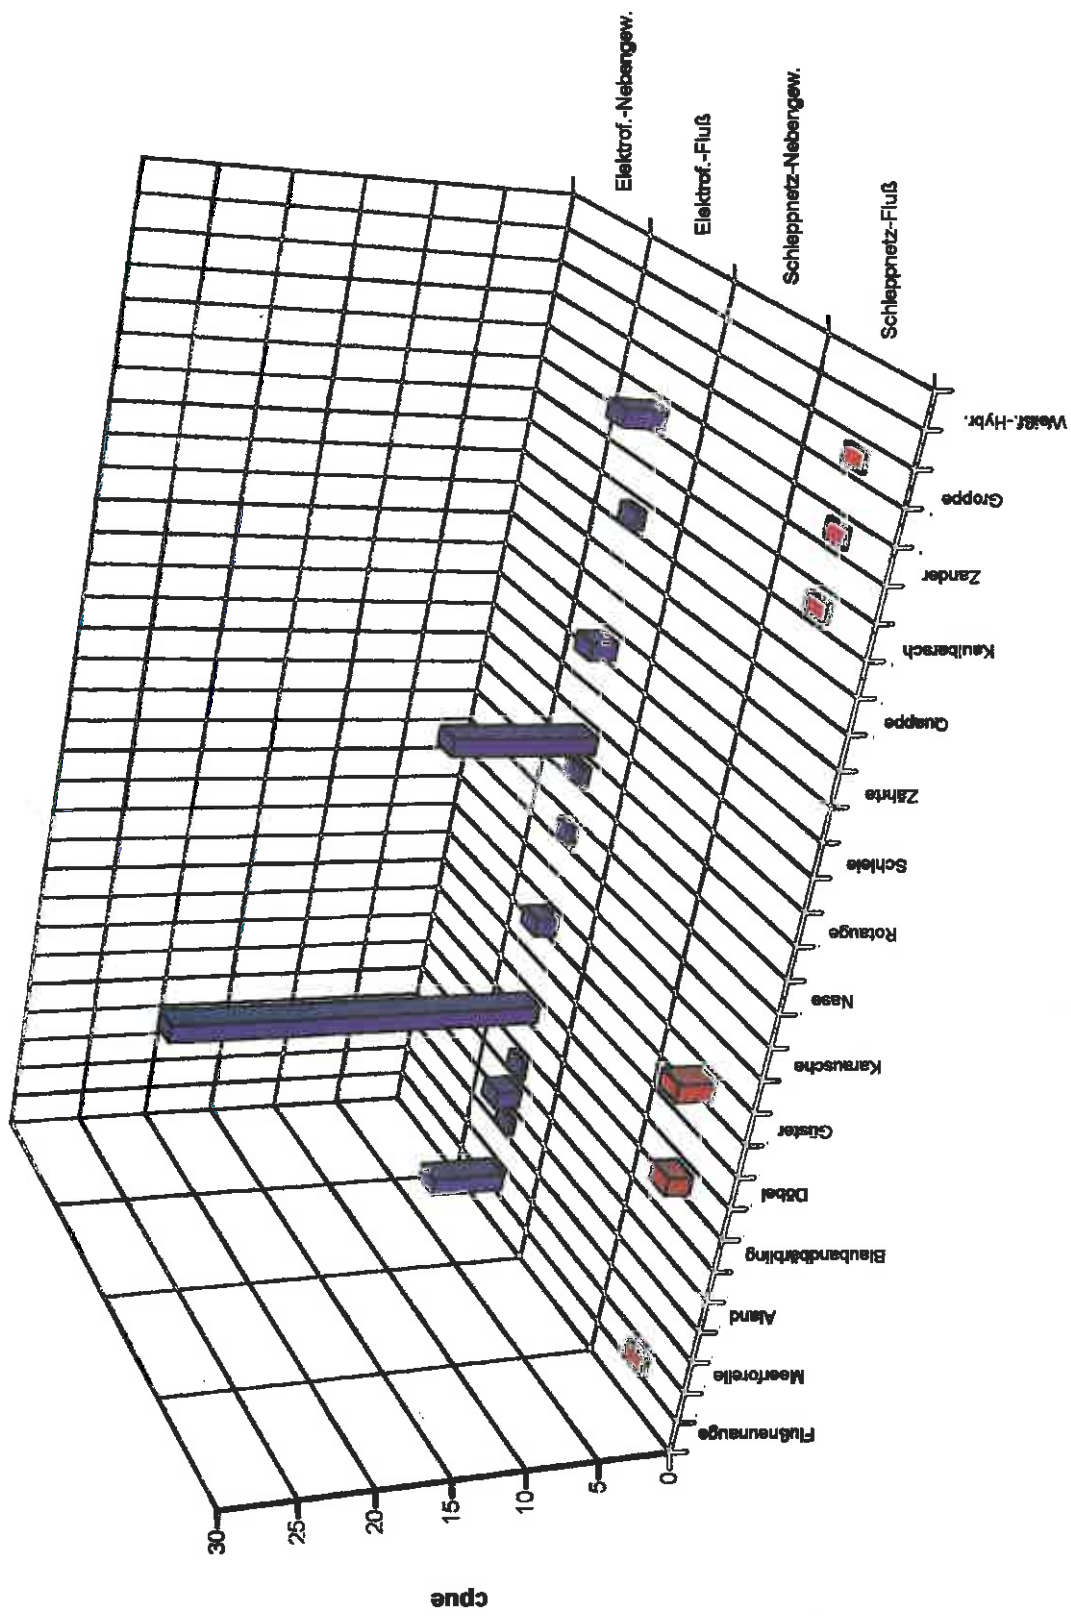 cpue
30
25
20
15
10
5
0
Flußneunauge
Meerforelle
Aland
Blaubandbärbling
Döbel
Güster
Karausche
Nase
Rotauge
Schleie
Zährte
Quappe
Kaulbarsch
Zander
Groppe
Weißf.-Hybr.
Schleppnetz-Fluß
Schleppnetz-Nebengew.
Elektrof.-Fluß
Elektrof.-Nebengew.